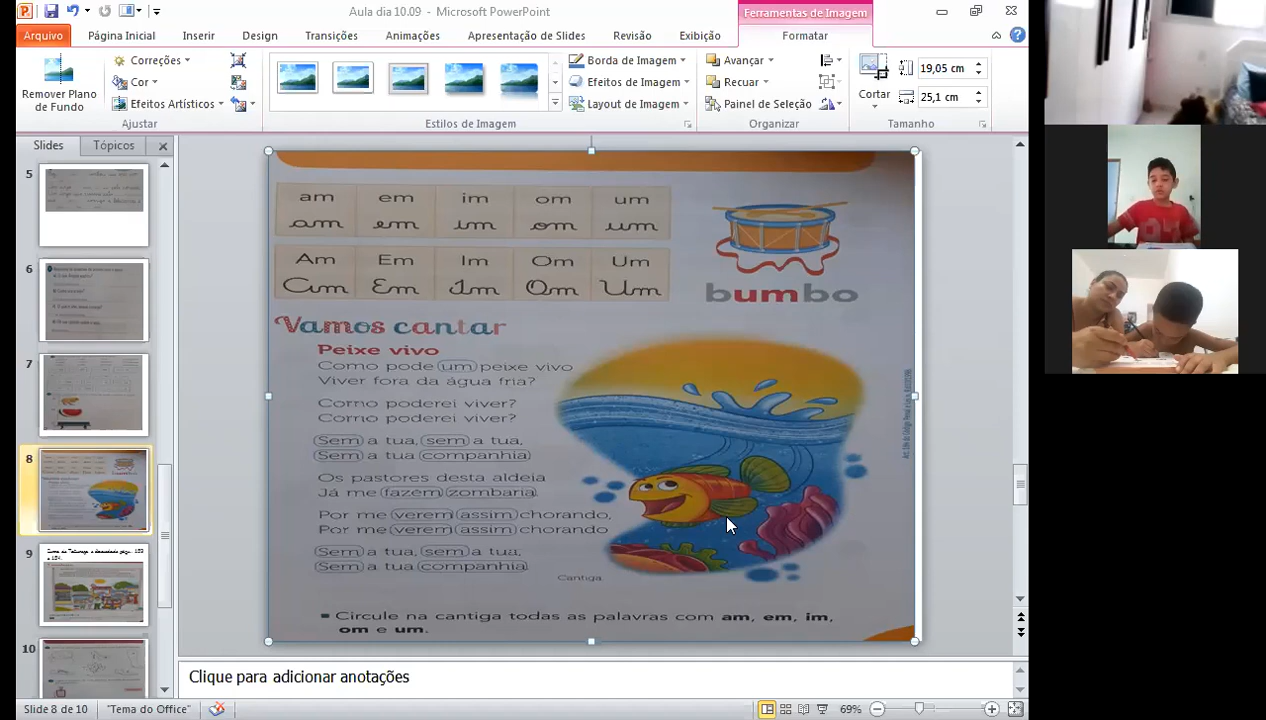 Aula dia 10.09 - Microsoft PowerPoint
Ferramentas de Imagem
Arquivo Página Inicial Inserir Design Transições Animações Apresentação de Slides Revisão Exibição Formatar
Remover Plano de Fundo
Correções
Cor
Efeitos Artísticos
Ajustar
Borda de Imagem
Efeitos de Imagem
Layout de Imagem
Estilos de Imagem
Avançar
Recuar
Painel de Seleção
Organizar
Cortar
19,05 cm
25,1 cm
Tamanho
Slides Tópicos
5
6
7
8
9
10
am em im om um
am em im om um
Am Em Im Om Um
Am Em Im Om Um
bumbo
Vamos cantar
Peixe vivo
Como pode um peixe vivo
Viver fora da água fria?
Como poderei viver?
Como poderei viver?
Sem a tua, sem a tua,
Sem a tua companhia
Os pastores desta aldeia
Já me fazem zombaria
Por me verem assim chorando,
Por me verem assim chorando
Sem a tua, sem a tua,
Sem a tua companhia.
Cantiga
Circule na cantiga todas as palavras com am, em, im,
om e um.
Clique para adicionar anotações
Slide 8 de 10 "Tema do Office" 69%